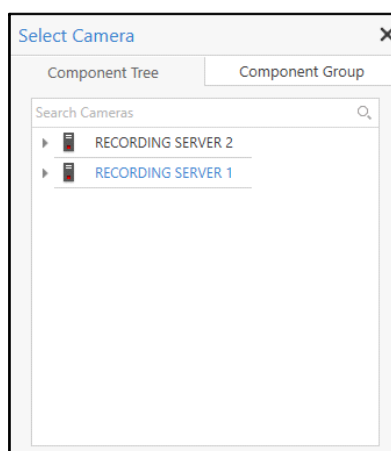 Select Camera
Component Tree
Component Group
Search Cameras
RECORDING SERVER 2
RECORDING SERVER 1